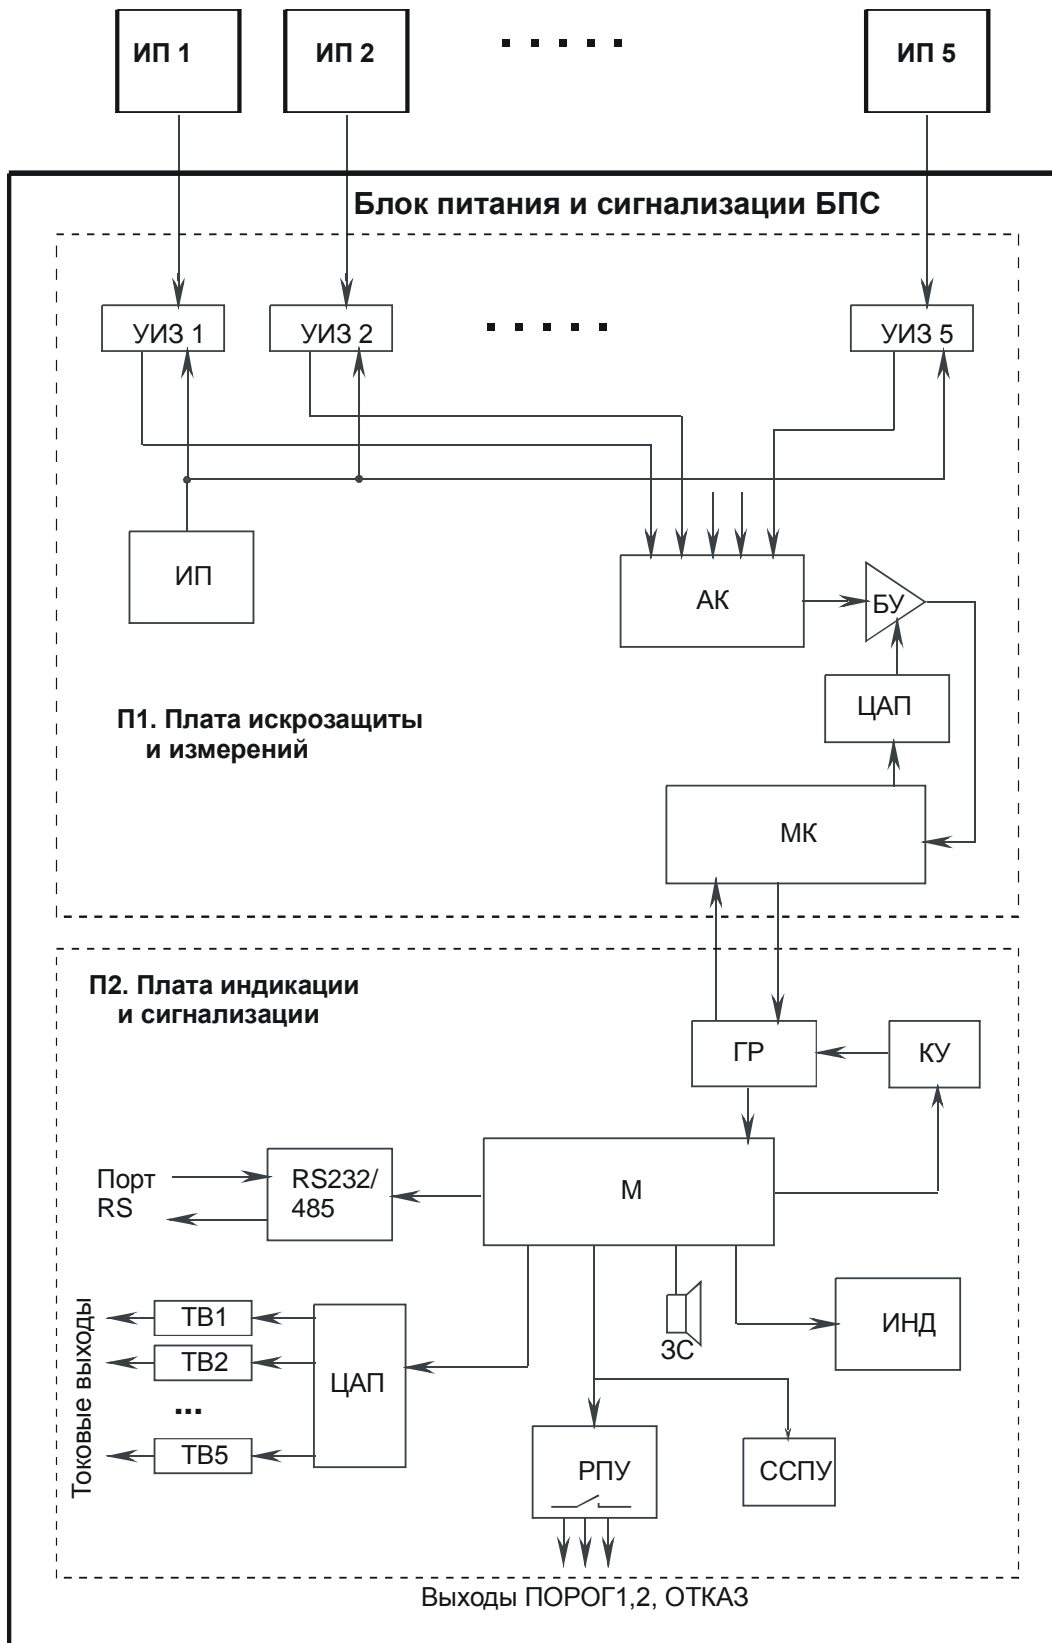 ИП 1
ИП 2
ИП 5
Блок питания и сигнализации БПС
УИЗ 1
УИЗ 2
УИЗ 5
ИП
АК
БУ
ЦАП
П1. Плата искрозащиты
и измерений
МК
П2. Плата индикации
и сигнализации
ГР
КУ
Порт
RS
RS232/
485
М
Токовые выходы
ТВ1
ТВ2
...
ТВ5
ЦАП
ЗС
ИНД
РПУ
ССПУ
Выходы ПОРОГ1,2, ОТКАЗ